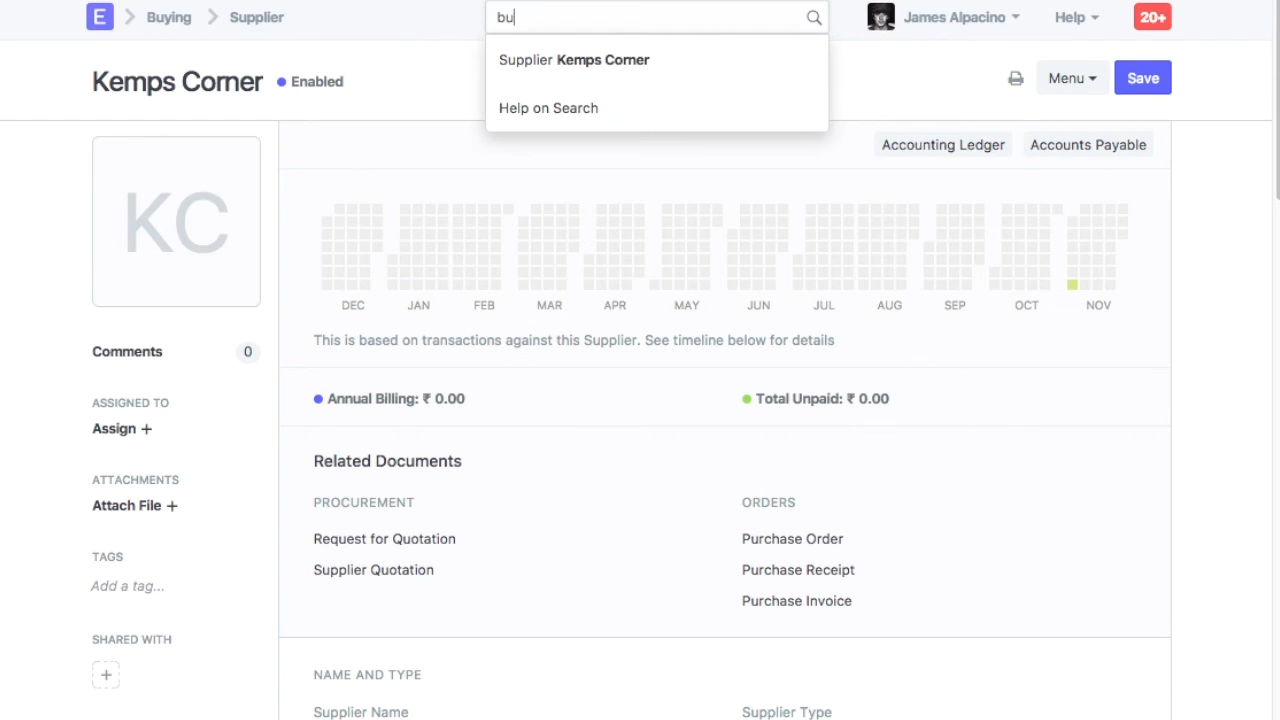 E Buying Supplier bu James Alpacino Help 20+
Supplier Kemps Corner
Help on Search
Kemps Corner Enabled Menu Save
Accounting Ledger Accounts Payable
KC
DEC JAN FEB MAR APR MAY JUN JUL AUG SEP OCT NOV
This is based on transactions against this Supplier. See timeline below for details
Comments 0
Annual Billing: ₹ 0.00 Total Unpaid: ₹ 0.00
ASSIGNED TO
Assign +
Related Documents
ATTACHMENTS
Attach File +
PROCUREMENT ORDERS
Request for Quotation Purchase Order
Supplier Quotation Purchase Receipt
Purchase Invoice
TAGS
Add a tag...
SHARED WITH
+
NAME AND TYPE
Supplier Name Supplier Type